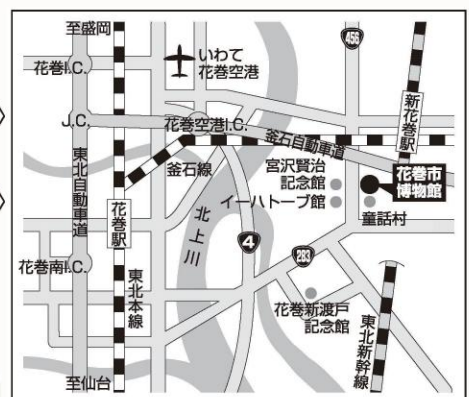 至盛岡
花巻I.C.
いわて
花巻空港
456
新花巻駅
J.C.
花巻空港I.C.
釜石自動車道
釜石線
宮沢賢治
記念館
イーハトーブ館
花巻市
博物館
童話村
東北自動車道
花巻駅
北上川
4
283
花巻南I.C.
東北本線
花巻新渡戸
記念館
東北新幹線
至仙台